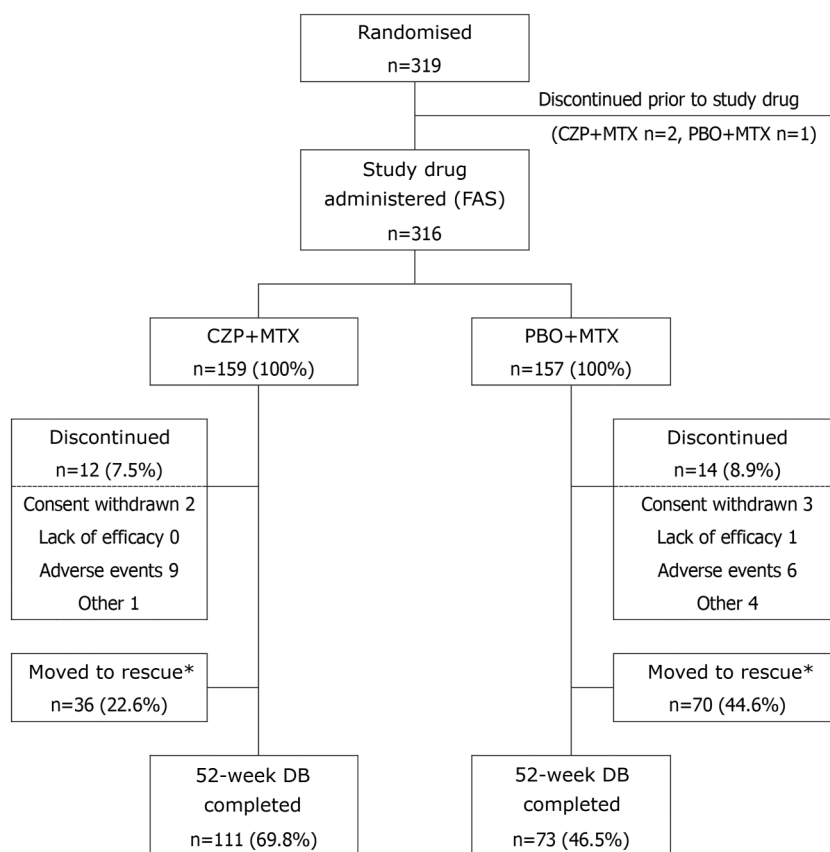 Randomised
n=319
Discontinued prior to study drug
(CZP+MTX n=2, PBO+MTX n=1)
Study drug
administered (FAS)
n=316
CZP+MTX
n=159 (100%)
PBO+MTX
n=157 (100%)
Discontinued
n=12 (7.5%)
Consent withdrawn 2
Lack of efficacy 0
Adverse events 9
Other 1
Discontinued
n=14 (8.9%)
Consent withdrawn 3
Lack of efficacy 1
Adverse events 6
Other 4
Moved to rescue*
n=36 (22.6%)
Moved to rescue*
n=70 (44.6%)
52-week DB
completed
n=111 (69.8%)
52-week DB
completed
n=73 (46.5%)